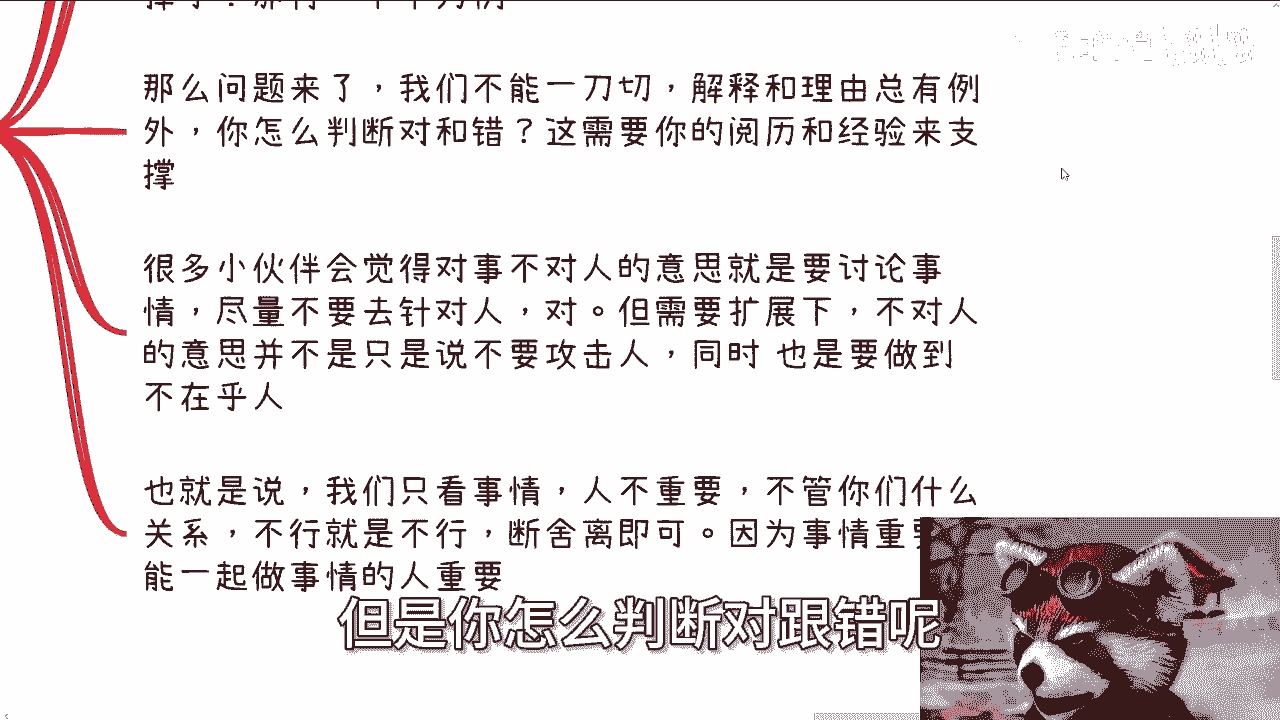 那么问题来了，我们不能一刀切，解释和理由总有例
外，你怎么判断对和错？这需要你的阅历和经验来支
撑
很多小伙伴会觉得对事不对人的意思就是要讨论事
情，尽量不要去针对人，对。但需要扩展下，不对人
的意思并不是只是说不要攻击人，同时 也是要做到
不在乎人
也就是说，我们只看事情，人不重要，不管你们什么
关系，不行就是不行，断舍离即可。因为事情重要
能一起做事情的人重要
但是你怎么判断对跟错呢